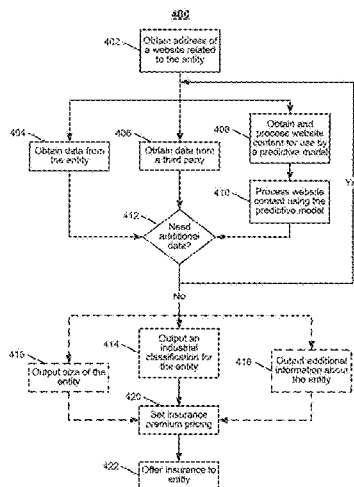 400
402
Obtain address of
a website related to
the entity
404
Obtain data from
the entity
406
Obtain data from
a third party
408
Obtain and
process website
content for use by
a predictive model
410
Process website
content using the
predictive model
412
Need
additional
data?
No
416
Output size of the
entity
414
Output an
industrial
classification for
the entity
418
Output additional
information about
the entity
420
Set insurance
premium pricing
422
Offer insurance to
entity